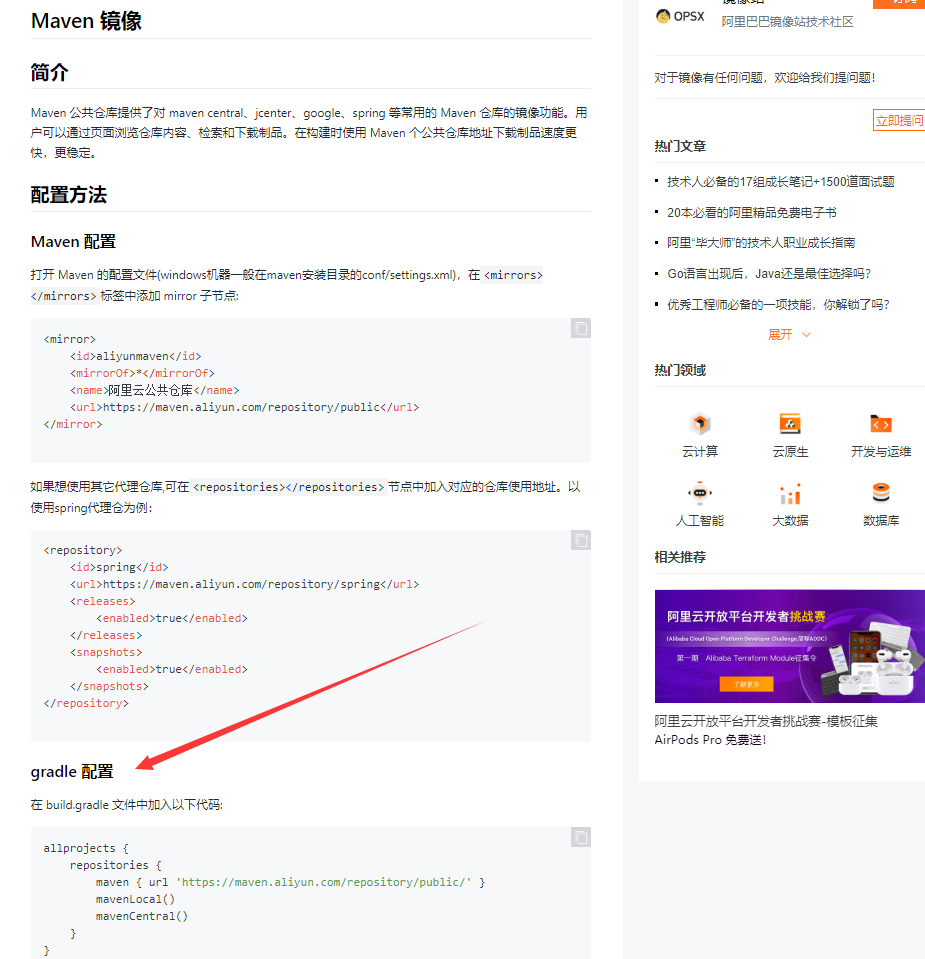 Maven 镜像
简介
Maven 公共仓库提供了对 maven central、jcenter、google、spring 等常用的 Maven 仓库的镜像功能。用
户可以通过页面浏览仓库内容、检索和下载制品。在构建时使用 Maven 个公共仓库地址下载制品速度更
快，更稳定。
配置方法
Maven 配置
打开 Maven 的配置文件(windows机器一般在maven安装目录的conf/settings.xml)，在 <mirrors>
</mirrors> 标签中添加 mirror 子节点:
<mirror>
    <id>aliyunmaven</id>
    <mirrorOf>*</mirrorOf>
    <name>阿里云公共仓库</name>
    <url>https://maven.aliyun.com/repository/public</url>
</mirror>
如果想使用其它代理仓库,可在 <repositories></repositories> 节点中加入对应的仓库使用地址。以
使用spring代理仓为例：
<repository>
    <id>spring</id>
    <url>https://maven.aliyun.com/repository/spring</url>
    <releases>
        <enabled>true</enabled>
    </releases>
    <snapshots>
        <enabled>true</enabled>
    </snapshots>
</repository>
gradle 配置
在 build.gradle 文件中加入以下代码:
allprojects {
    repositories {
        maven { url 'https://maven.aliyun.com/repository/public/' }
        mavenLocal()
        mavenCentral()
    }
}
OPSX
阿里巴巴镜像站技术社区
对于镜像有任何问题，欢迎给我们提问题!
立即提问
热门文章
技术人必备的17组成长笔记+1500道面试题
20本必看的阿里精品免费电子书
阿里“毕大师”的技术人职业成长指南
Go语言出现后，Java还是最佳选择吗?
优秀工程师必备的一项技能，你解锁了吗?
展开
热门领域
云计算
云原生
开发与运维
人工智能
大数据
数据库
相关推荐
阿里云开放平台开发者挑战赛
(Alibaba Cloud Open Platform Developer Challenge,简称AODC)
第一期 Alibaba Terraform Module征集令
了解更多
阿里云开放平台开发者挑战赛-模板征集
AirPods Pro 免费送！